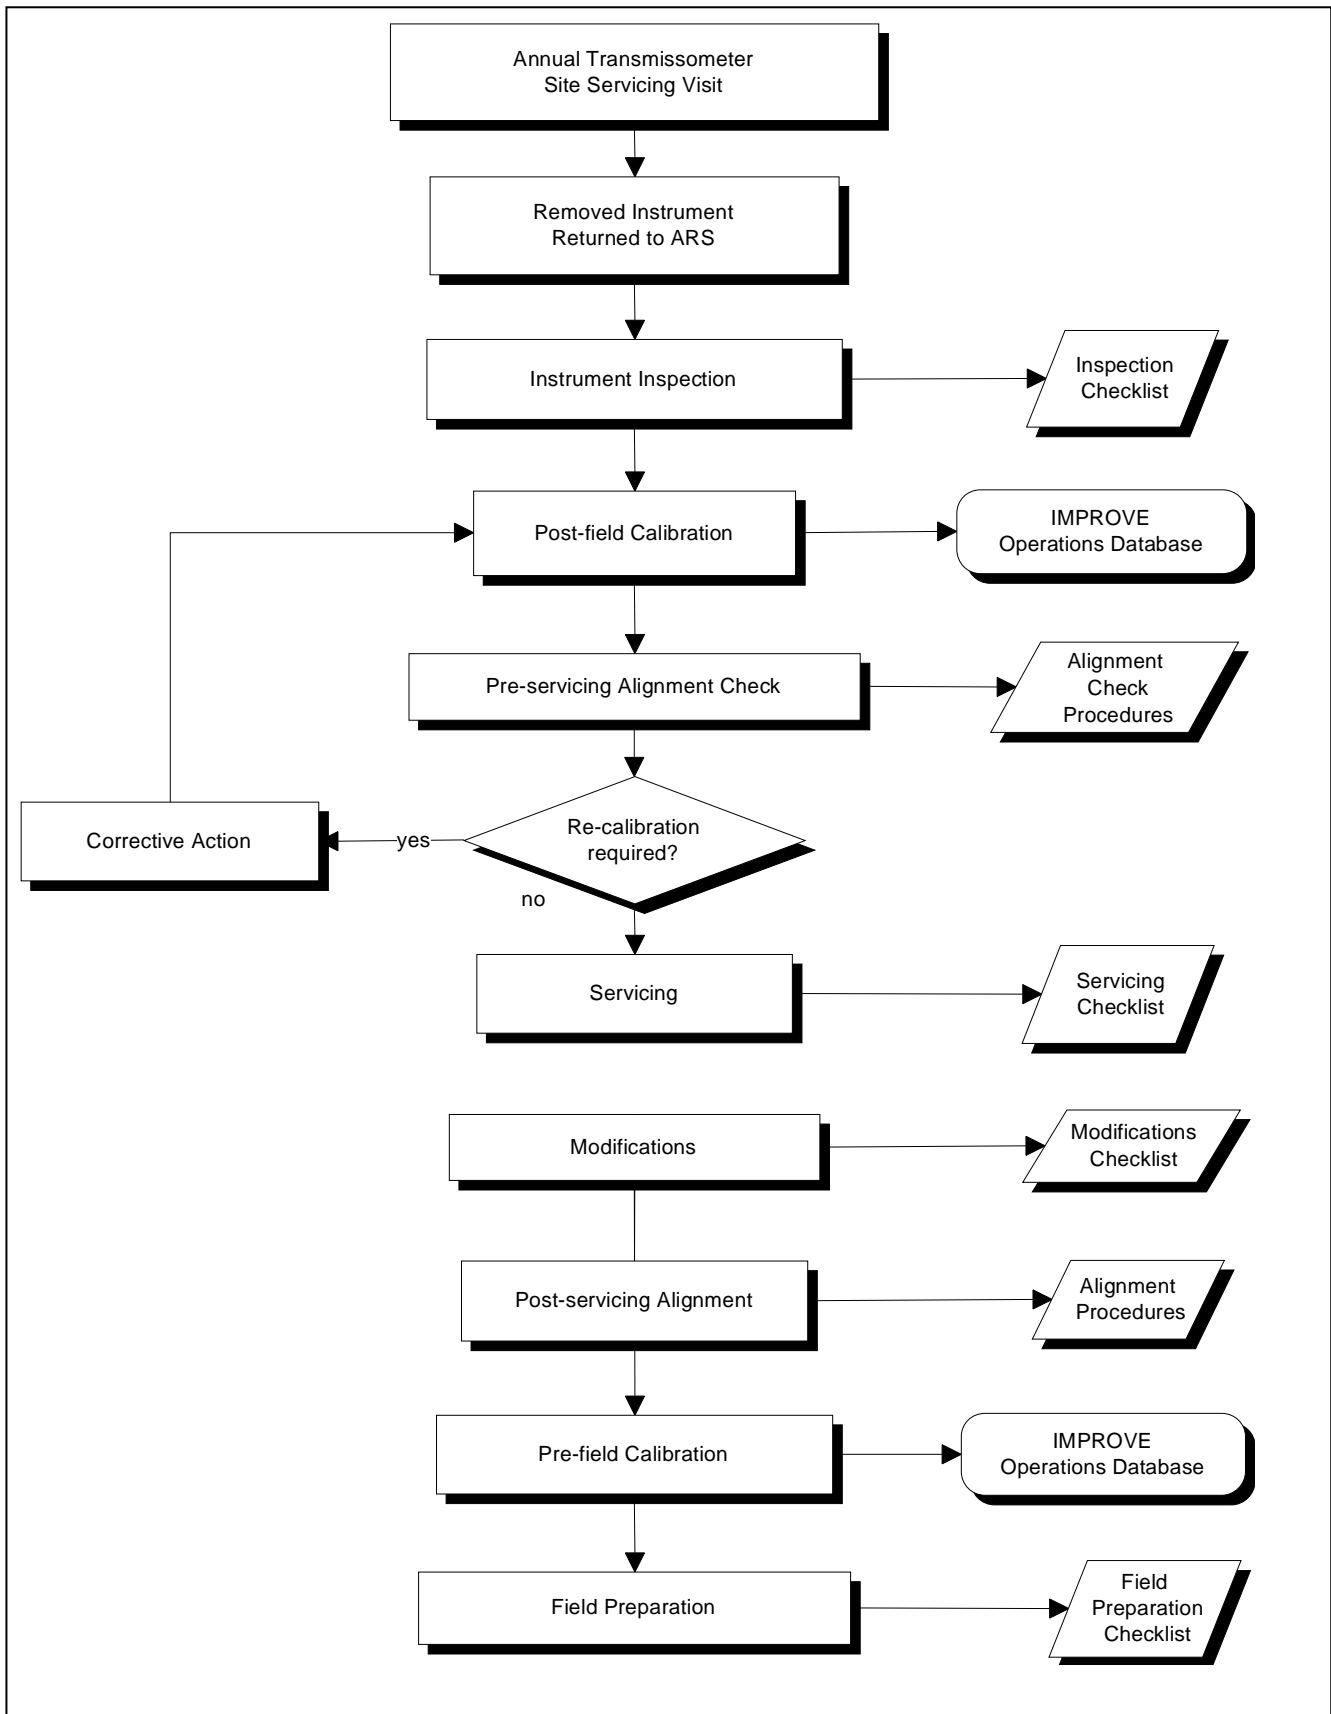 Annual Transmissometer
Site Servicing Visit
Removed Instrument
Returned to ARS
Instrument Inspection
Inspection
Checklist
Post-field Calibration
IMPROVE
Operations Database
Pre-servicing Alignment Check
Alignment
Check
Procedures
Corrective Action
yes
Re-calibration
required?
no
Servicing
Servicing
Checklist
Modifications
Modifications
Checklist
Post-servicing Alignment
Alignment
Procedures
Pre-field Calibration
IMPROVE
Operations Database
Field Preparation
Field
Preparation
Checklist